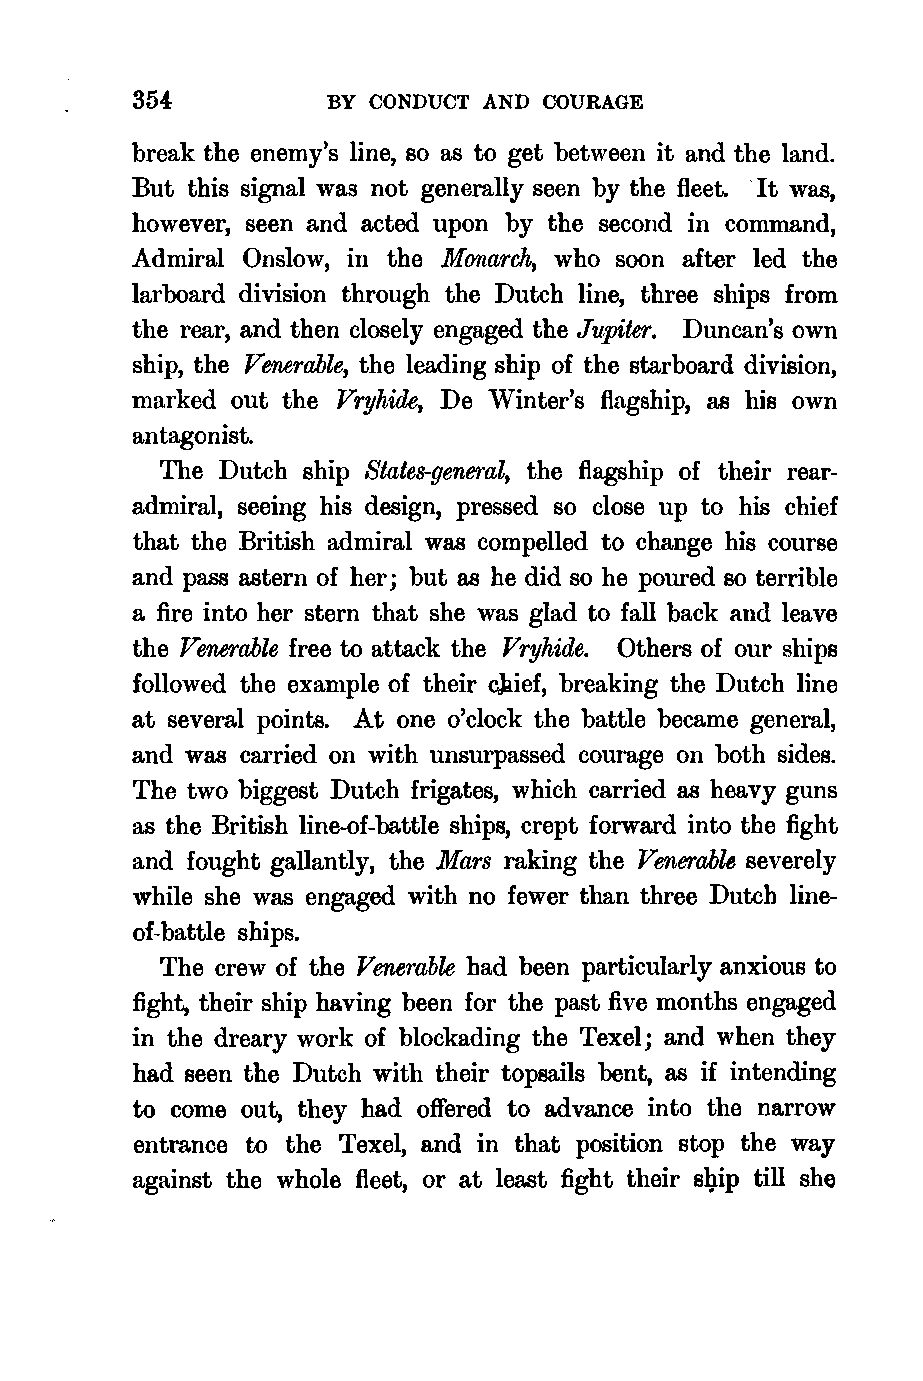 354 BY CONDUCT AND COURAGE
break the enemy's line, so as to get between it and the land.
But this signal was not generally seen by the fleet. It was,
however, seen and acted upon by the second in command,
Admiral Onslow, in the Monarch, who soon after led the
larboard division through the Dutch line, three ships from
the rear, and then closely engaged the Jupiter. Duncan's own
ship, the Venerable, the leading ship of the starboard division,
marked out the Vryhide, De Winter's flagship, as his own
antagonist.
The Dutch ship States-general, the flagship of their rear-
admiral, seeing his design, pressed so close up to his chief
that the British admiral was compelled to change his course
and pass astern of her; but as he did so he poured so terrible
a fire into her stern that she was glad to fall back and leave
the Venerable free to attack the Vryhide. Others of our ships
followed the example of their chief, breaking the Dutch line
at several points. At one o'clock the battle became general,
and was carried on with unsurpassed courage on both sides.
The two biggest Dutch frigates, which carried as heavy guns
as the British line-of-battle ships, crept forward into the fight
and fought gallantly, the Mars raking the Venerable severely
while she was engaged with no fewer than three Dutch line-
of-battle ships.
The crew of the Venerable had been particularly anxious to
fight, their ship having been for the past five months engaged
in the dreary work of blockading the Texel; and when they
had seen the Dutch with their topsails bent, as if intending
to come out, they had offered to advance into the narrow
entrance to the Texel, and in that position stop the way
against the whole fleet, or at least fight their ship till she